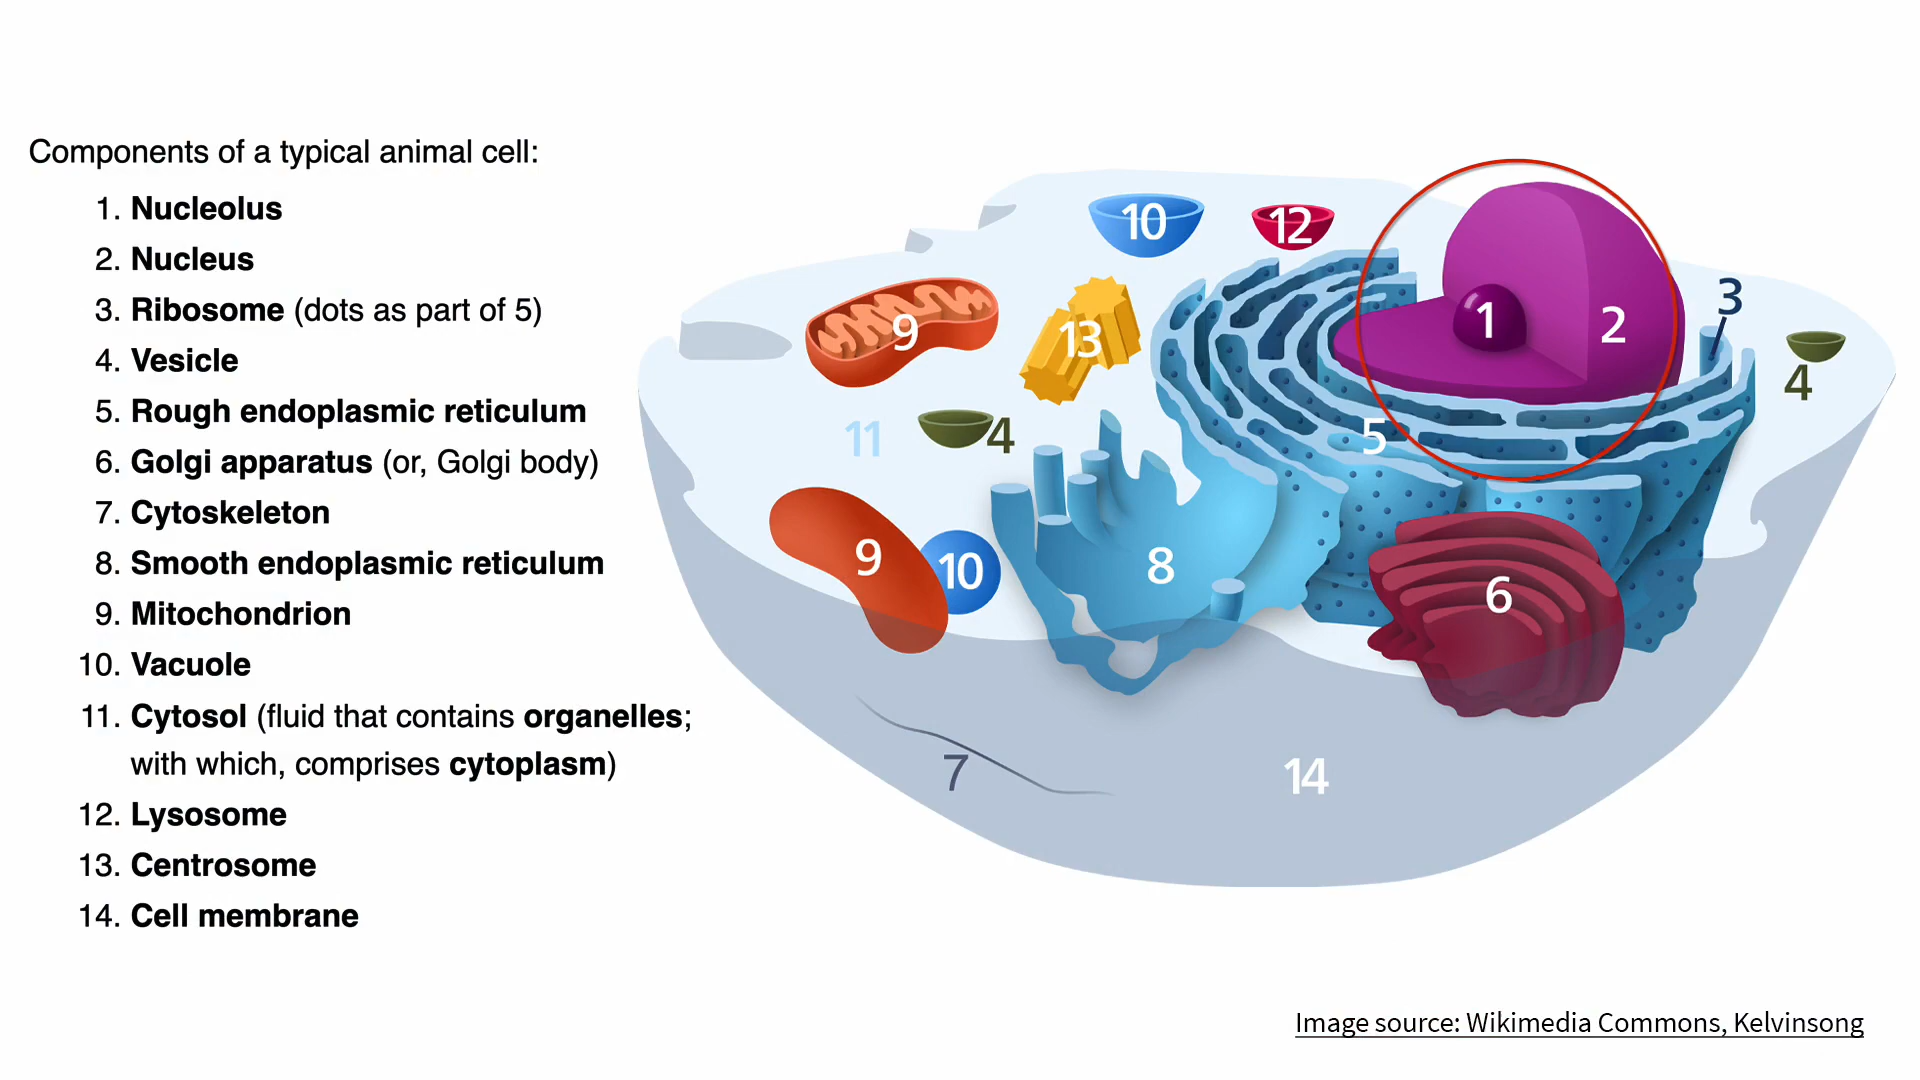 Components of a typical animal cell:
1. Nucleolus
2. Nucleus
3. Ribosome (dots as part of 5)
4. Vesicle
5. Rough endoplasmic reticulum
6. Golgi apparatus (or, Golgi body)
7. Cytoskeleton
8. Smooth endoplasmic reticulum
9. Mitochondrion
10. Vacuole
11. Cytosol (fluid that contains organelles;
with which, comprises cytoplasm)
12. Lysosome
13. Centrosome
14. Cell membrane
10
12
1
2
3
9
13
4
11
4
5
9
10
8
6
7
14
Image source: Wikimedia Commons, Kelvinsong